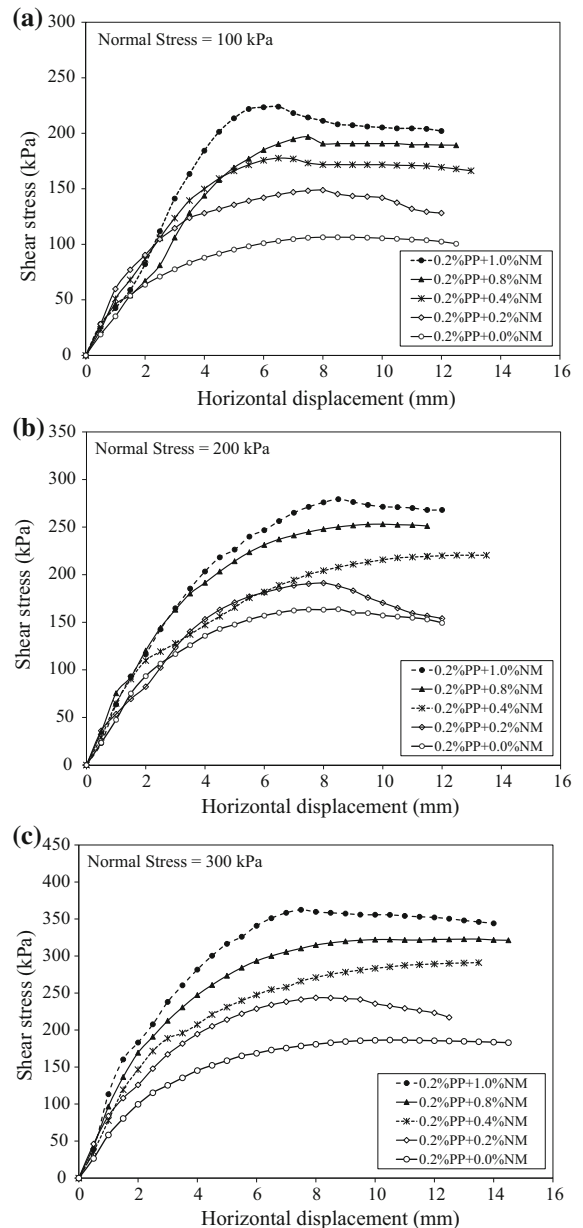 (a)
300
Normal Stress = 100 kPa
250
200
150
100
50
0
Shear stress (kPa)
0.2%PP+1.0%NM
0.2%PP+0.8%NM
0.2%PP+0.4%NM
0.2%PP+0.2%NM
0.2%PP+0.0%NM
0 2 4 6 8 10 12 14 16
Horizontal displacement (mm)
(b)
350
Normal Stress = 200 kPa
300
250
200
150
100
50
0
Shear stress (kPa)
0.2%PP+1.0%NM
0.2%PP+0.8%NM
0.2%PP+0.4%NM
0.2%PP+0.2%NM
0.2%PP+0.0%NM
0 2 4 6 8 10 12 14 16
Horizontal displacement (mm)
(c)
450
Normal Stress = 300 kPa
400
350
300
250
200
150
100
50
0
Shear stress (kPa)
0.2%PP+1.0%NM
0.2%PP+0.8%NM
0.2%PP+0.4%NM
0.2%PP+0.2%NM
0.2%PP+0.0%NM
0 2 4 6 8 10 12 14 16
Horizontal displacement (mm)